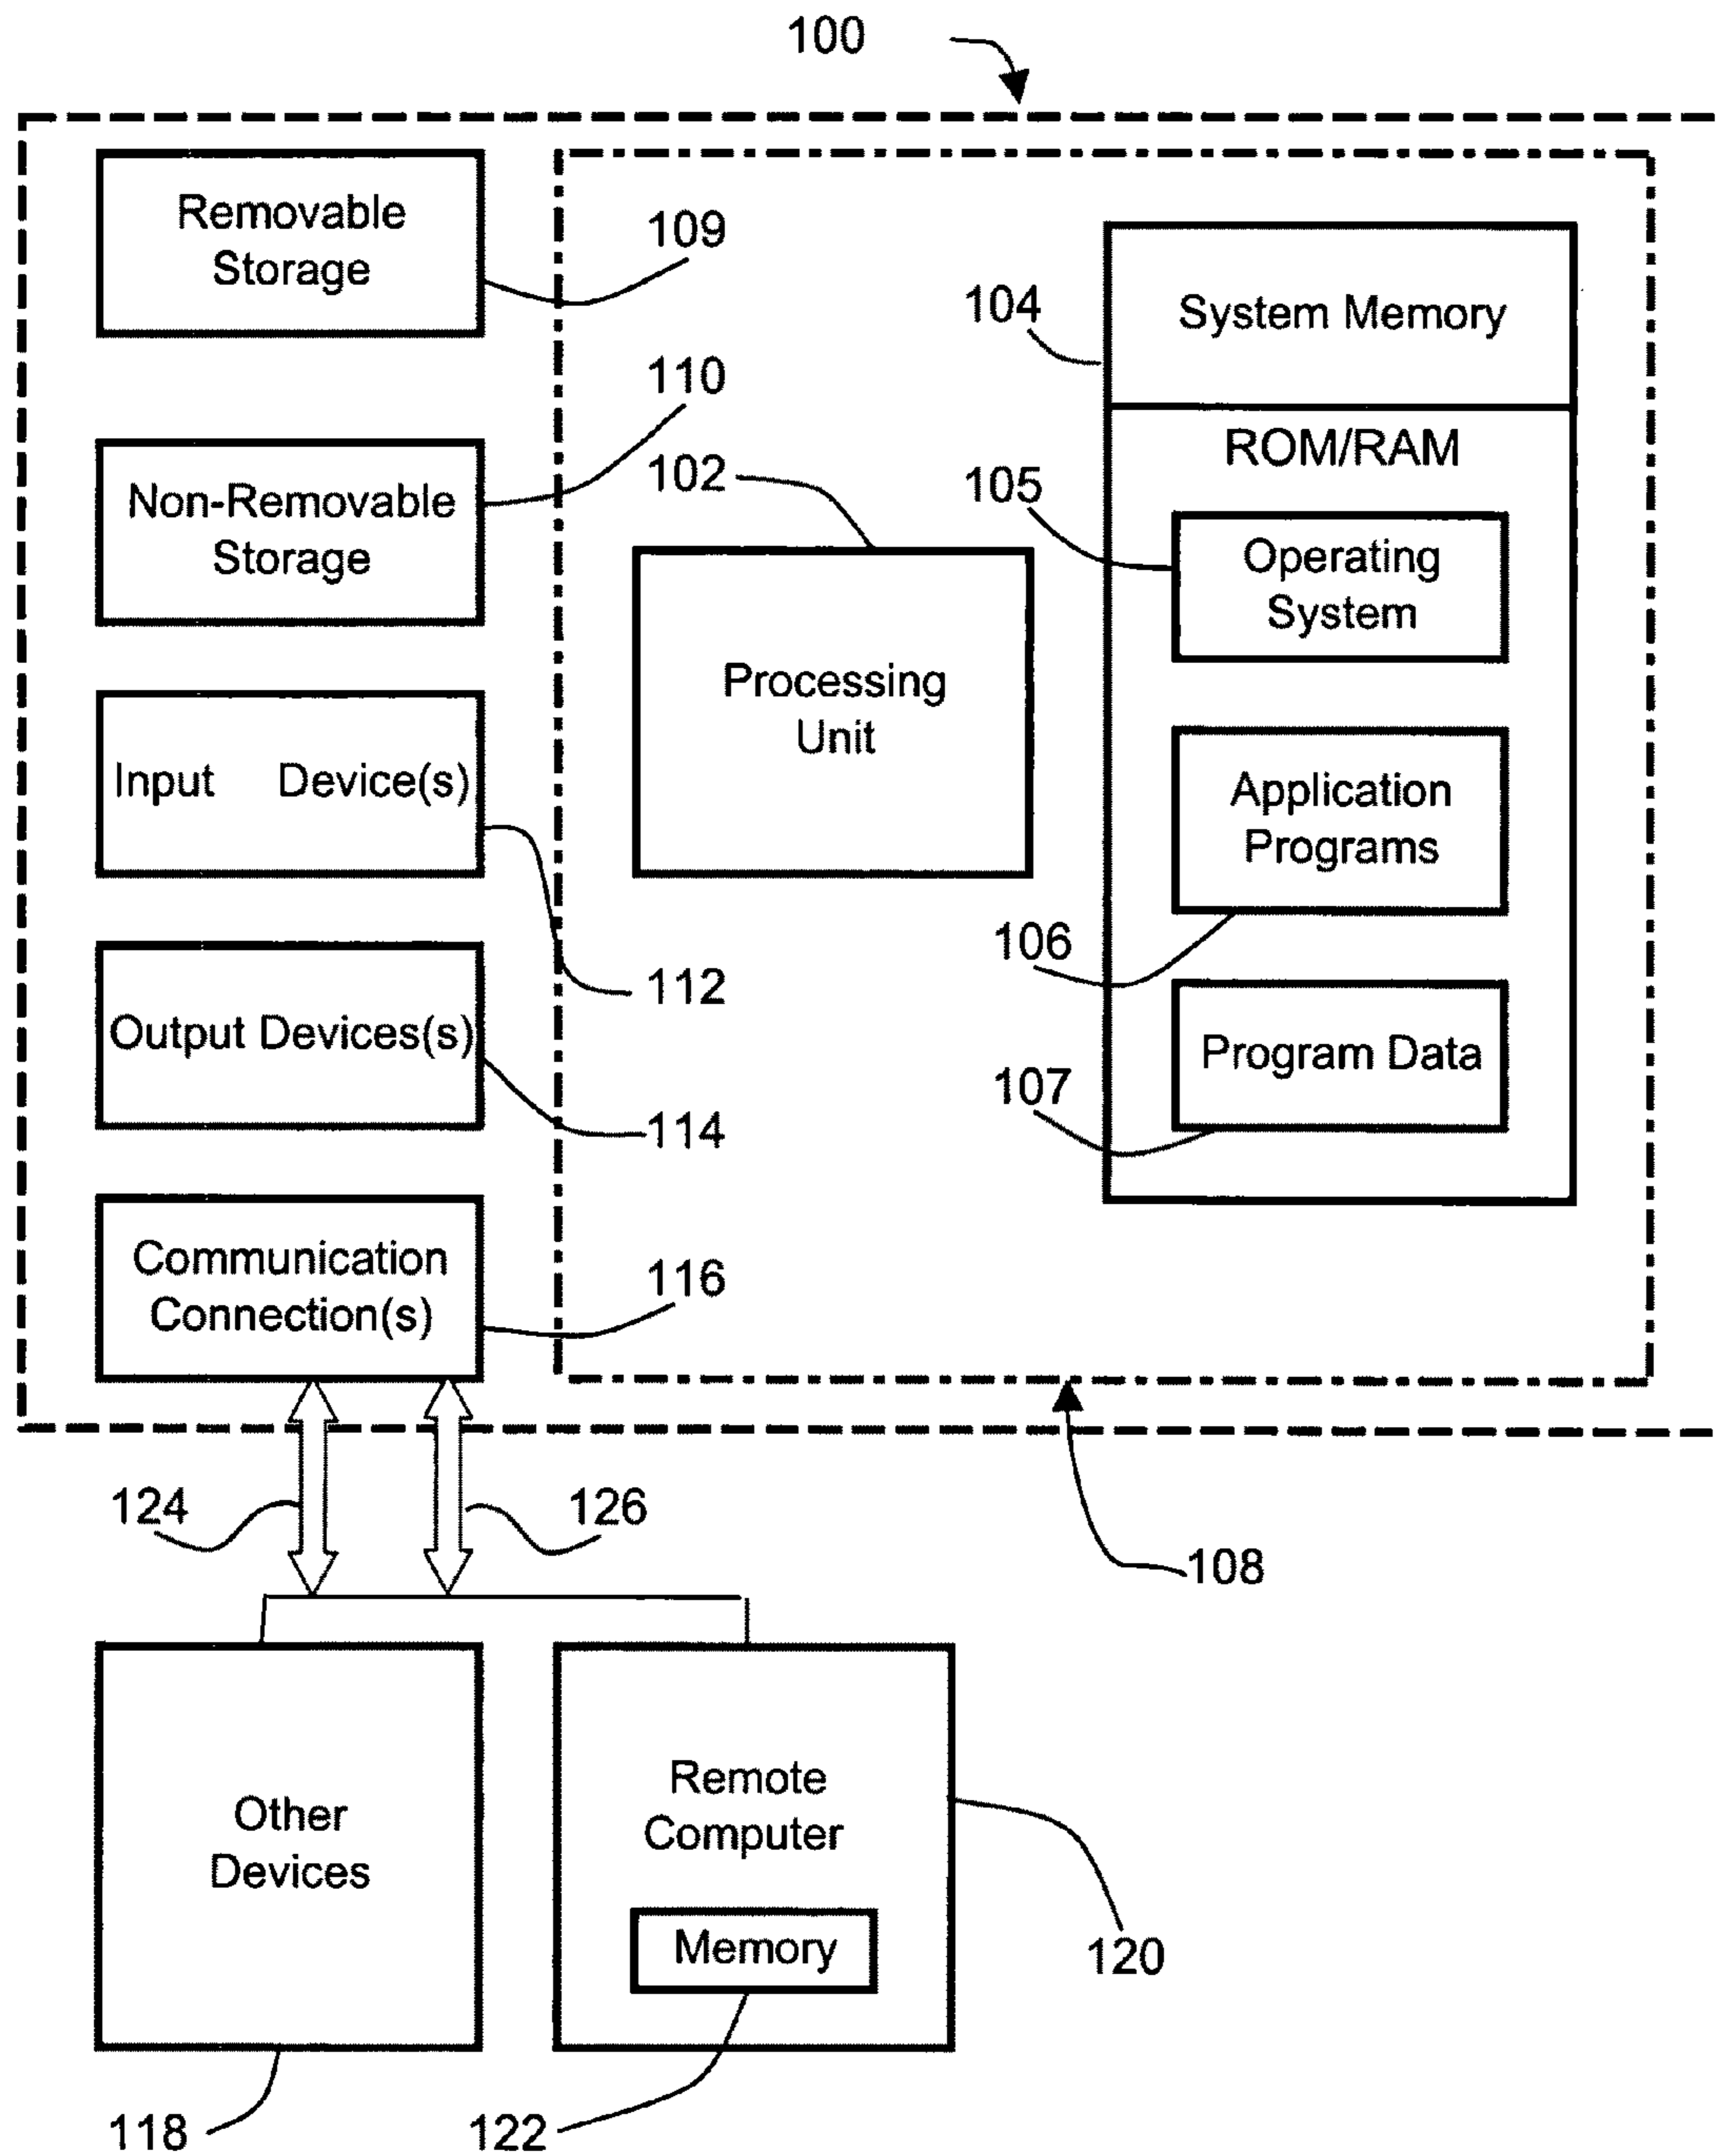 100
Removable
Storage
109
System Memory
104
110
ROM/RAM
Non-Removable
Storage
102
105
Operating
System
Processing
Unit
Input Device(s)
Application
Programs
106
112
Output Devices(s)
Program Data
107
114
Communication
Connection(s)
116
124
126
108
Other
Devices
Remote
Computer
Memory
120
118
122